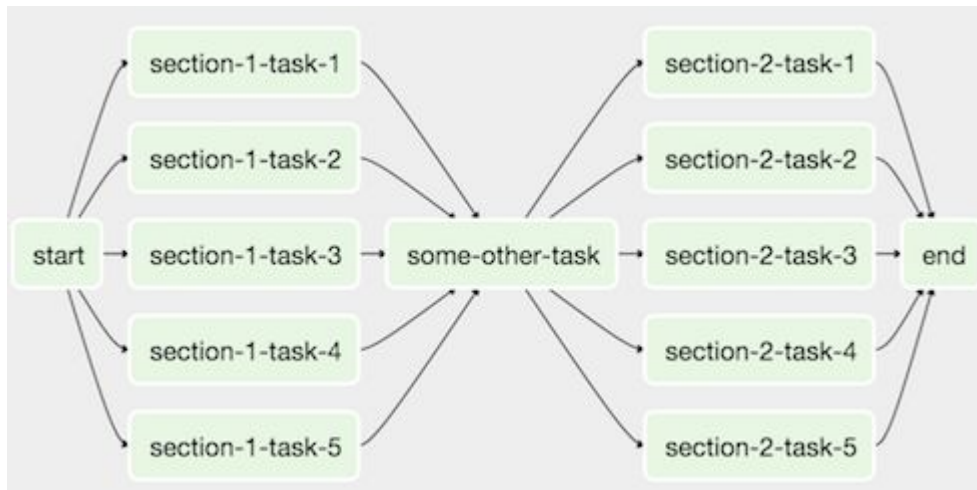 section-1-task-1
section-2-task-1
section-1-task-2
section-2-task-2
start
section-1-task-3
some-other-task
section-2-task-3
end
section-1-task-4
section-2-task-4
section-1-task-5
section-2-task-5